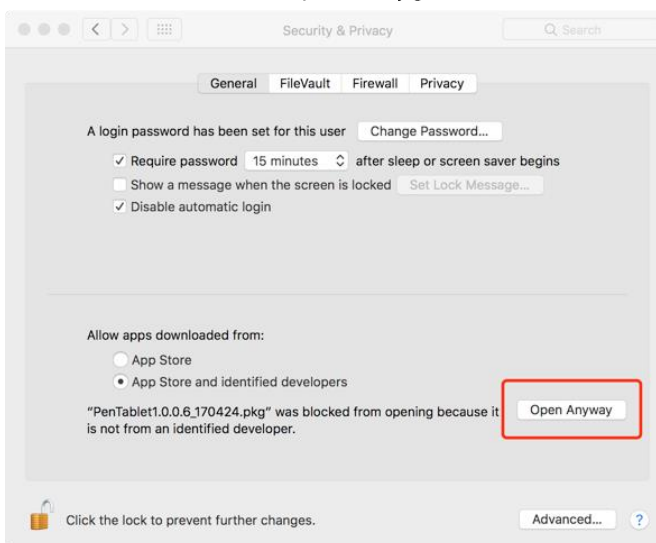 Security & Privacy
Search
General
FileVault
Firewall
Privacy
A login password has been set for this user
Change Password...
Require password 15 minutes after sleep or screen saver begins
Show a message when the screen is locked
Set Lock Message...
Disable automatic login
Allow apps downloaded from:
App Store
App Store and identified developers
"PenTablet1.0.0.6_170424.pkg" was blocked from opening because it
is not from an identified developer.
Open Anyway
Click the lock to prevent further changes.
Advanced...
?